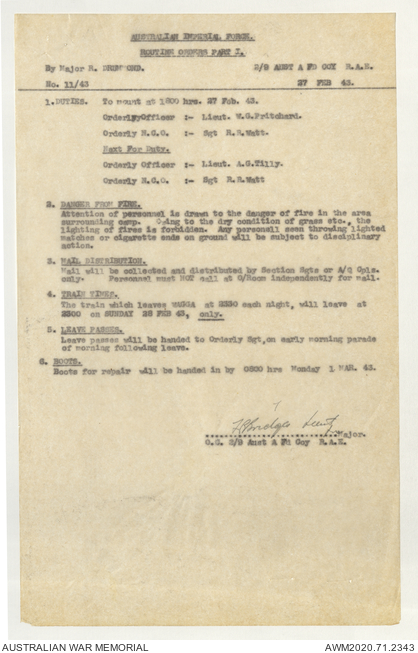 AUSTRALIAN IMPERIAL FORCE.
ROUTINE ORDERS PART I.
By Major R. 2/9 AUST A FD COY R.A.E.
No. 11/43 27 FEB 43.
1. DUTIES. To mount at 1800 hrs. 27 Feb. 43.
Orderly Officer :- Lieut. W.G.Pritchard.
Orderly N.C.O. :- Sgt R.R.Watt.
Next For Duty.
Orderly Officer :- Lieut. A.G.Tilly.
Orderly N.C.O. :- Sgt R.R.Watt
2. DANGER FROM FIRE.
Attention of personnel is drawn to the danger of fire in the area
surrounding camp. Owing to the dry condition of grass etc., the
lighting of fires is forbidden. Any personell seen throwing lighted
matches or cigarette ends on ground will be subject to disciplinary
action.
3. MAIL DISTRIBUTION.
Mail will be collected and distributed by Section Sgts or A/Q Cpls.
only. Personnel must NOT call at O/Room independently for mail.
4. TRAIN TIMES.
The train which leaves at 2330 each night, will leave at
2300 on SUNDAY 28 FEB 43, only.
5. LEAVE PASSES.
Leave passes will be handed to Orderly Sgt, on early morning parade
of morning following leave.
6. BOOTS.
Boots for repair will be handed in by 0800 hrs Monday 1 MAR. 43.
Lieut
Major.
O.C. 2/9 Aust A Fd Coy R.A.E.
AUSTRALIAN WAR MEMORIAL AWM2020.71.2343